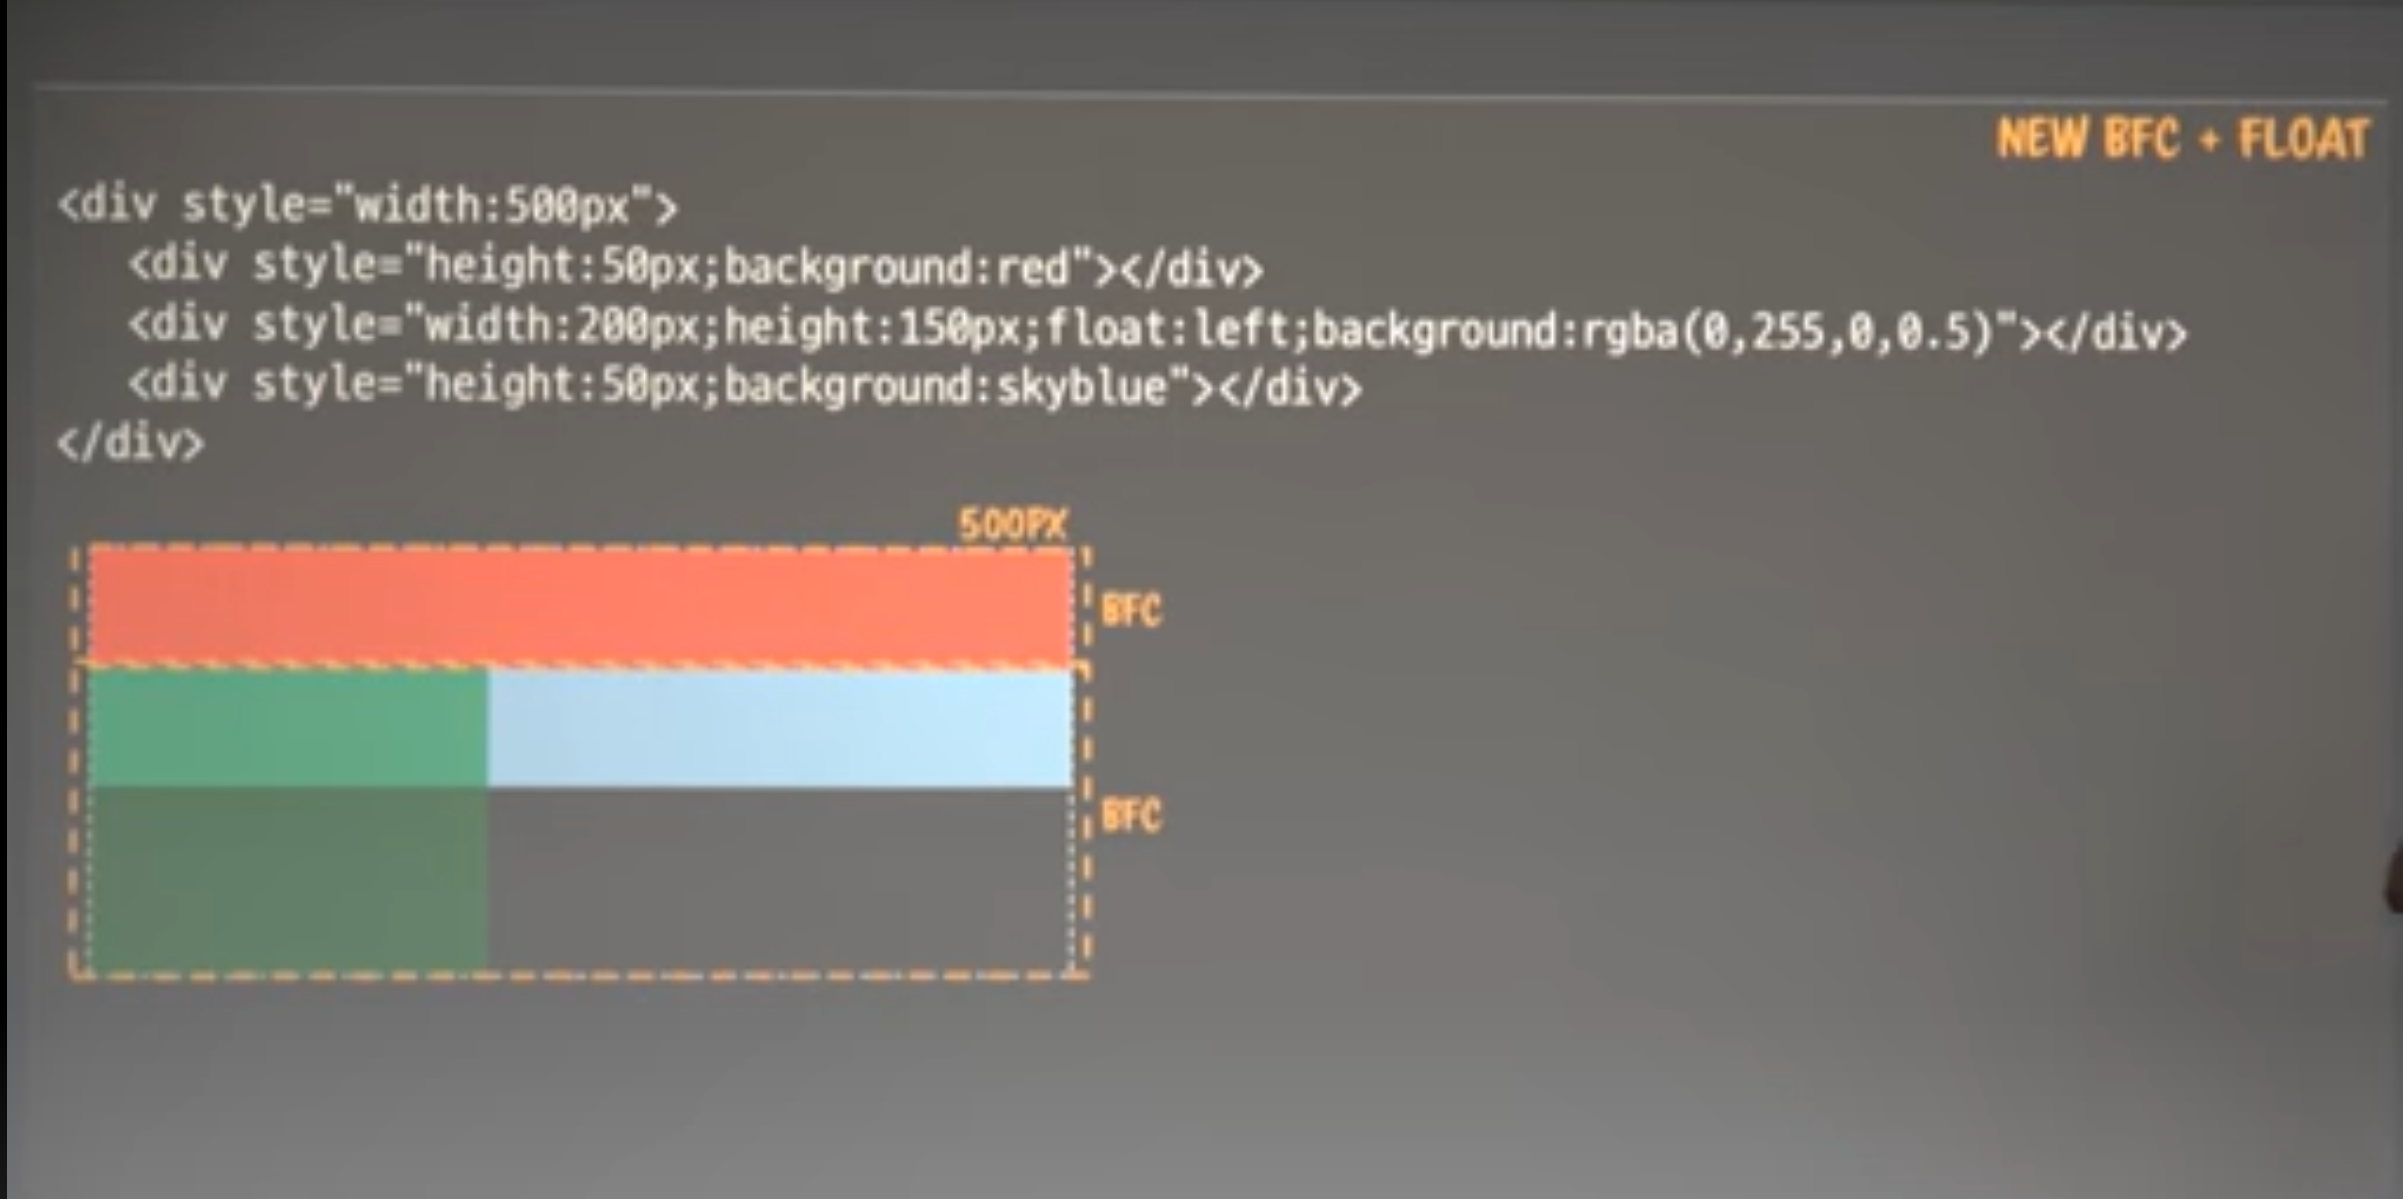 NEW BFC + FLOAT
<div style="width:500px">
<div style="height:50px;background:red"></div>
<div style="width:200px;height:150px;float:left;background:rgba(0,255,0,0.5)"></div>
<div style="height:50px;background:skyblue"></div>
</div>
500PX
BFC
BFC